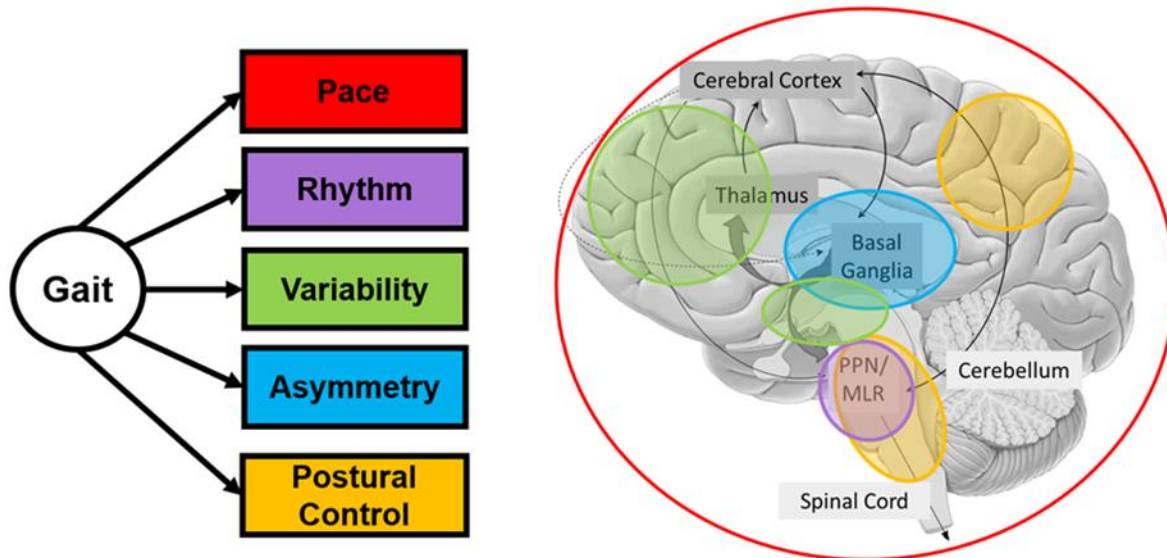 Pace
Rhythm
Gait
Variability
Asymmetry
Postural
Control
Cerebral Cortex
Thalamus
Basal
Ganglia
PPN/
MLR
Cerebellum
Spinal Cord